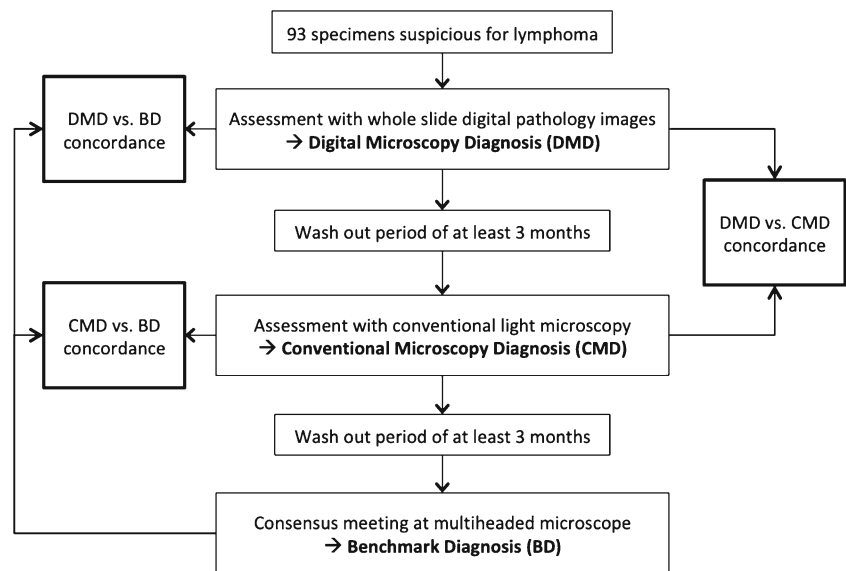 93 specimens suspicious for lymphoma
DMD vs. BD
concordance
Assessment with whole slide digital pathology images
→ Digital Microscopy Diagnosis (DMD)
Wash out period of at least 3 months
DMD vs. CMD
concordance
CMD vs. BD
concordance
Assessment with conventional light microscopy
→ Conventional Microscopy Diagnosis (CMD)
Wash out period of at least 3 months
Consensus meeting at multiheaded microscope
→ Benchmark Diagnosis (BD)